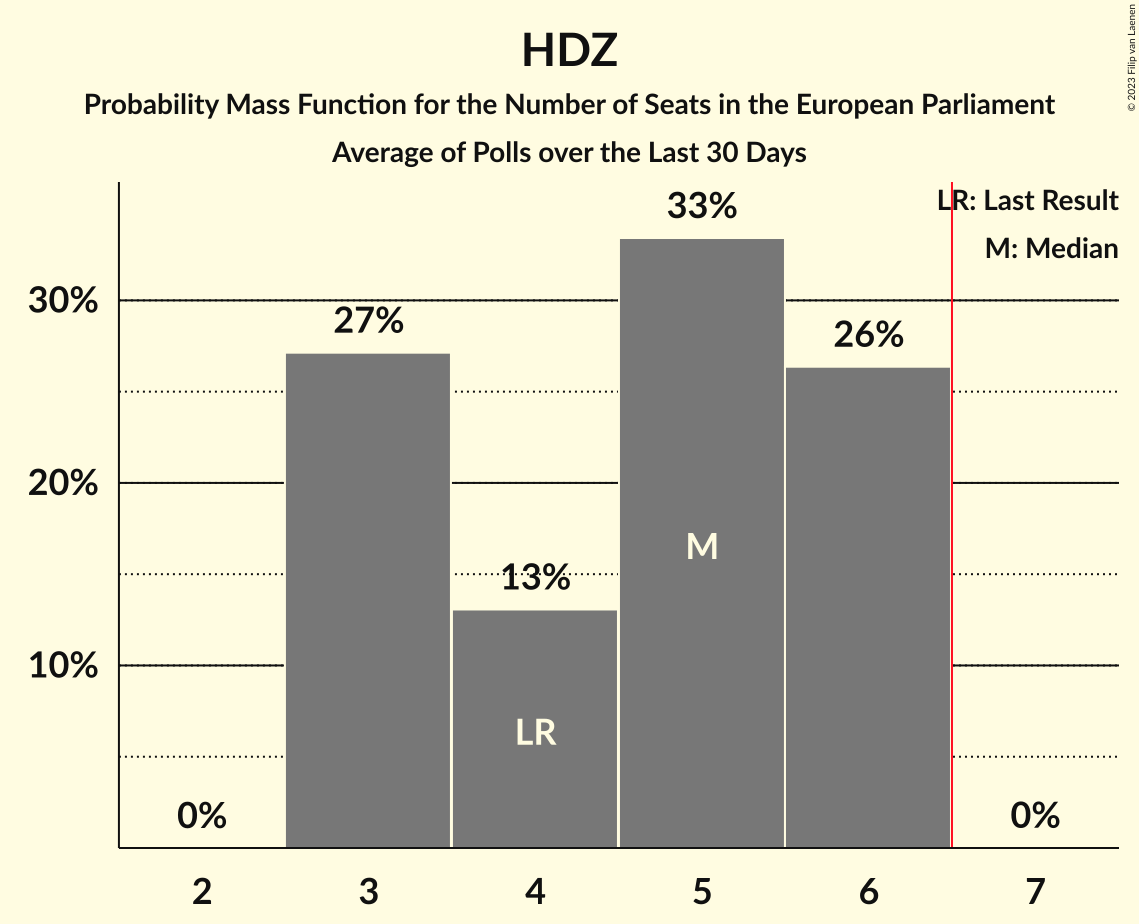 HDZ
Probability Mass Function for the Number of Seats in the European Parliament
Average of Polls over the Last 30 Days
© 2023 Filip van Laenen
LR: Last Result
M: Median
33%
30%
27%
26%
20%
M
13%
10%
LR
0%
0%
2 3 4 5 6 7